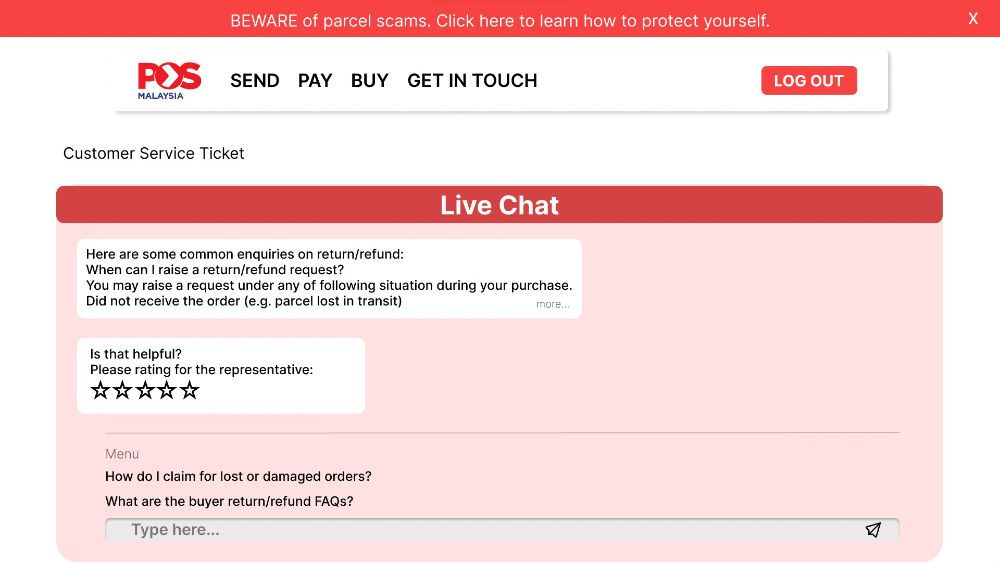 BEWARE of parcel scams. Click here to learn how to protect yourself.
X
POS
MALAYSIA
SEND PAY BUY GET IN TOUCH
LOG OUT
Customer Service Ticket
Live Chat
Here are some common enquiries on return/refund:
When can I raise a return/refund request?
You may raise a request under any of following situation during your purchase.
Did not receive the order (e.g. parcel lost in transit)
more...
Is that helpful?
Please rating for the representative:
Menu
How do I claim for lost or damaged orders?
What are the buyer return/refund FAQs?
Type here...